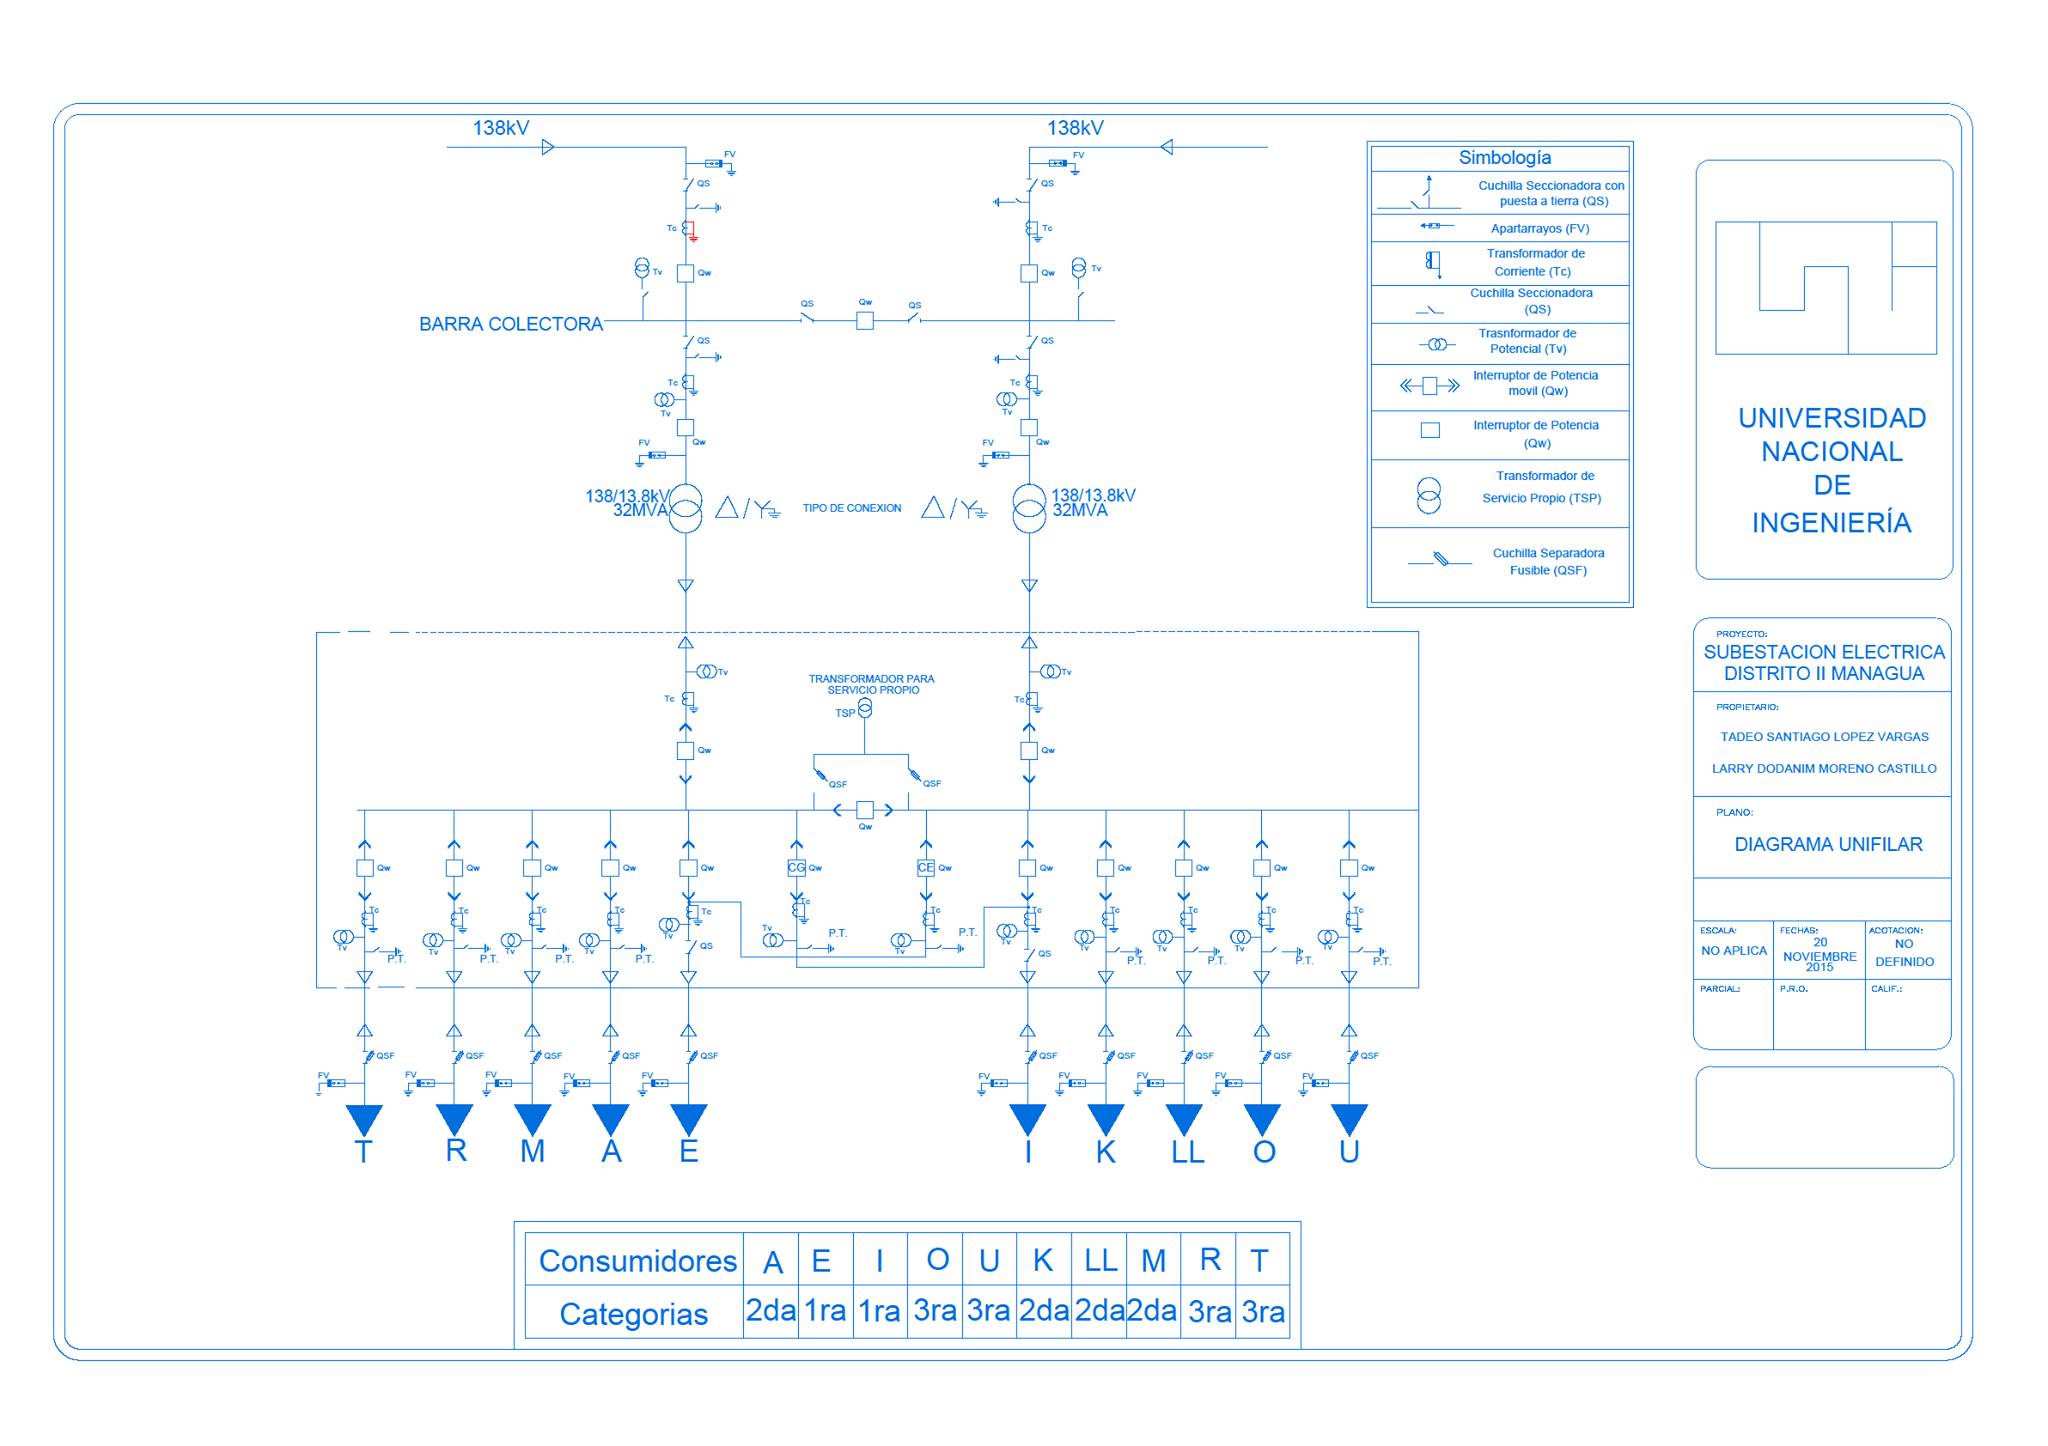 138kV
138kV
FV
FV
QS
QS
Tc
Tc
Tv
Qw
Qw
Tv
QS
Qw
QS
BARRA COLECTORA
QS
QS
Tc
Tc
Tv
Tv
Qw
Qw
FV
FV
138/13.8kV
32MVA
TIPO DE CONEXION
138/13.8kV
32MVA
Tv
Tv
TRANSFORMADOR PARA
SERVICIO PROPIO
Tc
Tc
TSP
Qw
Qw
QSF
QSF
Qw
Qw
Qw
Qw
Qw
Qw
CG Qw
CE Qw
Qw
Qw
Qw
Qw
Qw
Tc
Tc
Tc
Tc
Tc
Tc
Tc
Tc
Tc
Tc
Tc
Tc
Tv
Tv
Tv
Tv
Tv
Tv
Tv
Tv
Tv
Tv
Tv
Tv
QS
QS
P.T.
P.T.
P.T.
P.T.
P.T.
P.T.
P.T.
P.T.
P.T.
P.T.
QSF
QSF
QSF
QSF
QSF
QSF
QSF
QSF
QSF
QSF
FV
FV
FV
FV
FV
FV
FV
FV
FV
FV
T R M A E I K LL O U
Consumidores A E I O U K LL M R T
Categorias 2da 1ra 1ra 3ra 3ra 2da 2da 2da 3ra 3ra
Simbología
Cuchilla Seccionadora con
puesta a tierra (QS)
Apartarrayos (FV)
Transformador de
Corriente (Tc)
Cuchilla Seccionadora
(QS)
Trasnformador de
Potencial (Tv)
Interruptor de Potencia
movil (Qw)
Interruptor de Potencia
(Qw)
Transformador de
Servicio Propio (TSP)
Cuchilla Separadora
Fusible (QSF)
UNIVERSIDAD
NACIONAL
DE
INGENIERÍA
PROYECTO:
SUBESTACION ELECTRICA
DISTRITO II MANAGUA
PROPIETARIO:
TADEO SANTIAGO LOPEZ VARGAS
LARRY DODANIM MORENO CASTILLO
PLANO:
DIAGRAMA UNIFILAR
ESCALA:
NO APLICA
FECHAS:
20
NOVIEMBRE
2015
ACOTACION:
NO
DEFINIDO
PARCIAL:
P.R.O.
CALIF.: